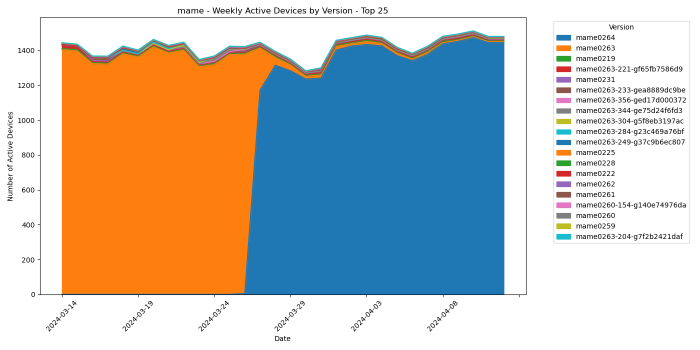 mame - Weekly Active Devices by Version - Top 25
Number of Active Devices
1400
1200
1000
800
600
400
200
0
2024-03-14
2024-03-19
2024-03-24
2024-03-29
2024-04-03
2024-04-08
Date
Version
mame0264
mame0263
mame0219
mame0263-221-gf65fb7586d9
mame0231
mame0263-233-gea8889dc9be
mame0263-356-ged17d000372
mame0263-344-ge75d24f6fd3
mame0263-304-g5f8eb3197ac
mame0263-284-g23c469a76bf
mame0263-249-g37c9b6ec807
mame0225
mame0228
mame0222
mame0262
mame0261
mame0260-154-g140e74976da
mame0260
mame0259
mame0263-204-g7f2b2421daf